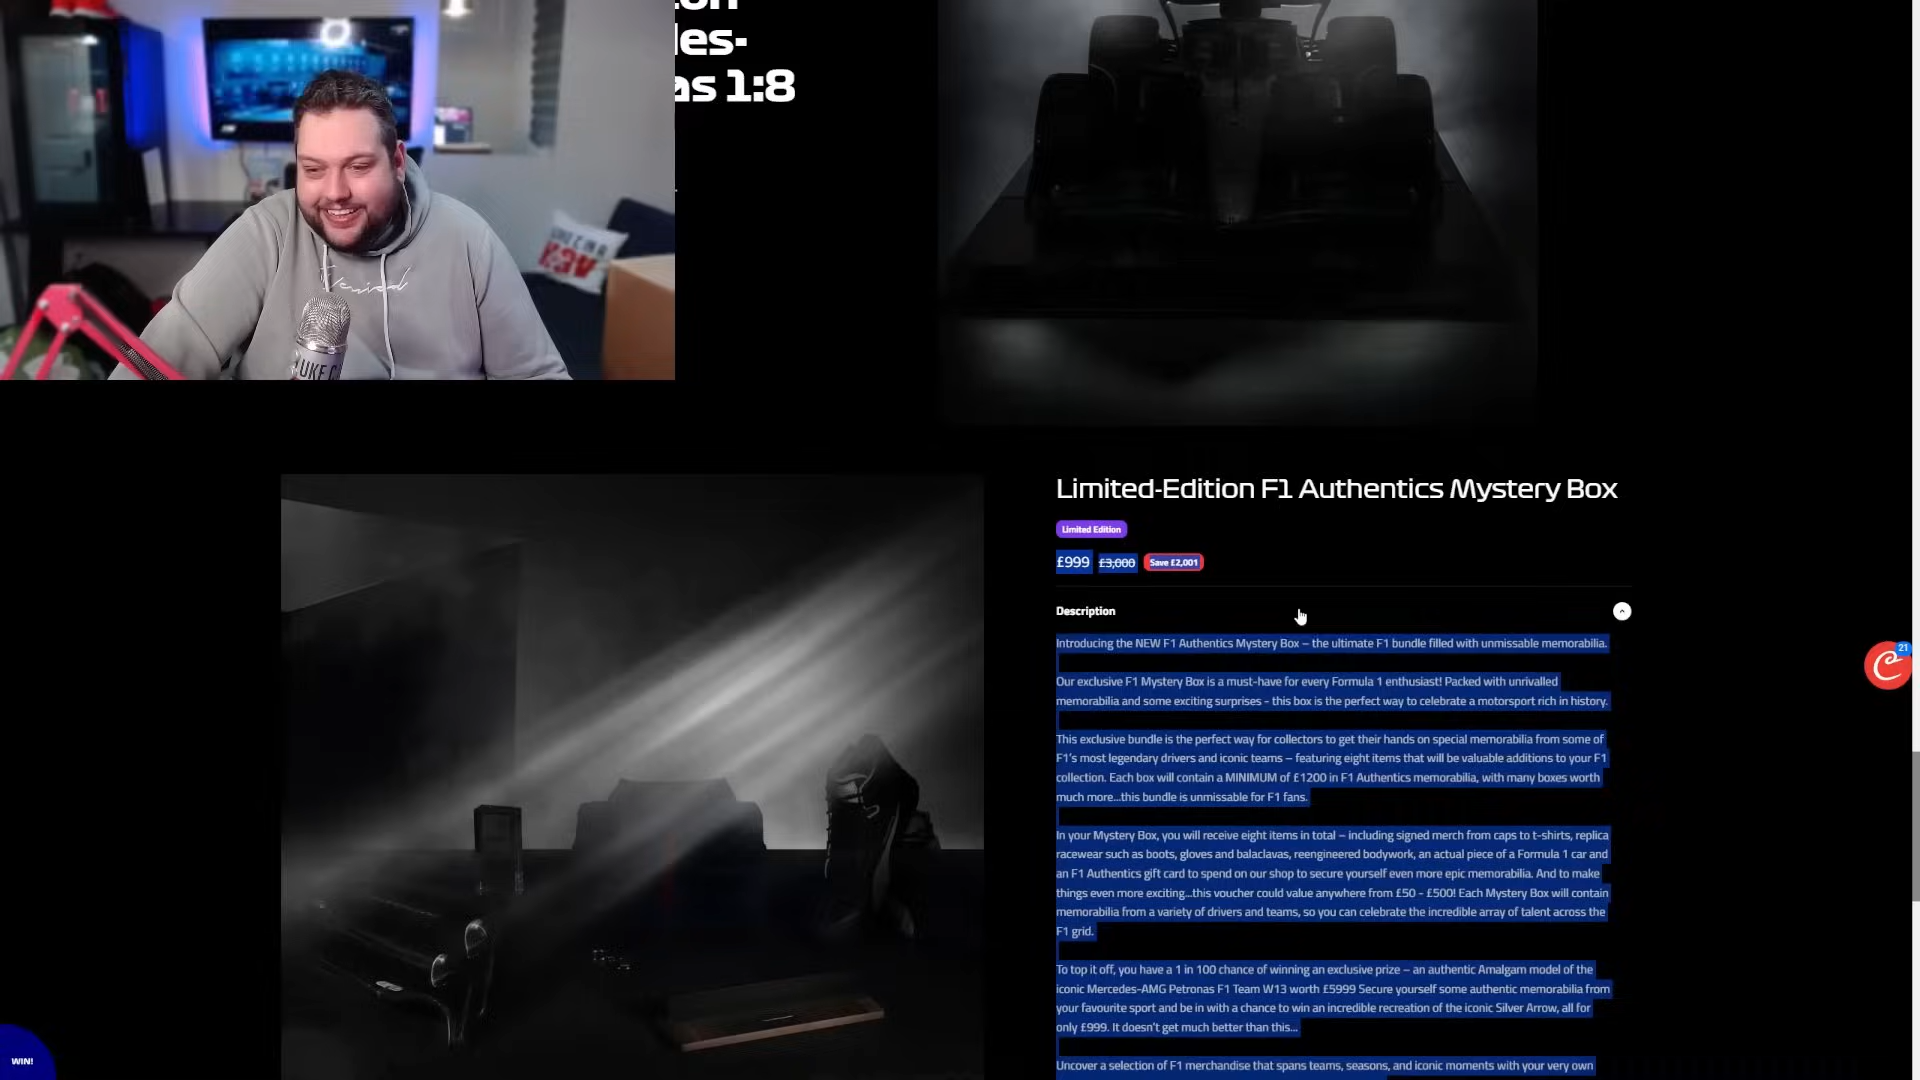 as 1:8
LUKE C
Limited-Edition F1 Authentics Mystery Box
Limited Edition
£999 £3,000 Save £2,001
Description
Introducing the NEW F1 Authentics Mystery Box – the ultimate F1 bundle filled with unmissable memorabilia.
Our exclusive F1 Mystery Box is a must-have for every Formula 1 enthusiast! Packed with unrivalled
memorabilia and some exciting surprises - this box is the perfect way to celebrate a motorsport rich in history.
This exclusive bundle is the perfect way for collectors to get their hands on special memorabilia from some of
F1's most legendary drivers and iconic teams – featuring eight items that will be valuable additions to your F1
collection. Each box will contain a MINIMUM of £1200 in F1 Authentics memorabilia, with many boxes worth
much more...this bundle is unmissable for F1 fans.
In your Mystery Box, you will receive eight items in total – including signed merch from caps to t-shirts, replica
racewear such as boots, gloves and balaclavas, reengineered bodywork, an actual piece of a Formula 1 car and
an F1 Authentics gift card to spend on our shop to secure yourself even more epic memorabilia. And to make
things even more exciting...this voucher could value anywhere from £50 - £500! Each Mystery Box will contain
memorabilia from a variety of drivers and teams, so you can celebrate the incredible array of talent across the
F1 grid.
To top it off, you have a 1 in 100 chance of winning an exclusive prize – an authentic Amalgam model of the
iconic Mercedes-AMG Petronas F1 Team W13 worth £5999 Secure yourself some authentic memorabilia from
your favourite sport and be in with a chance to win an incredible recreation of the iconic Silver Arrow, all for
only £999. It doesn't get much better than this...
Uncover a selection of F1 merchandise that spans teams, seasons, and iconic moments with your very own
21
WIN!